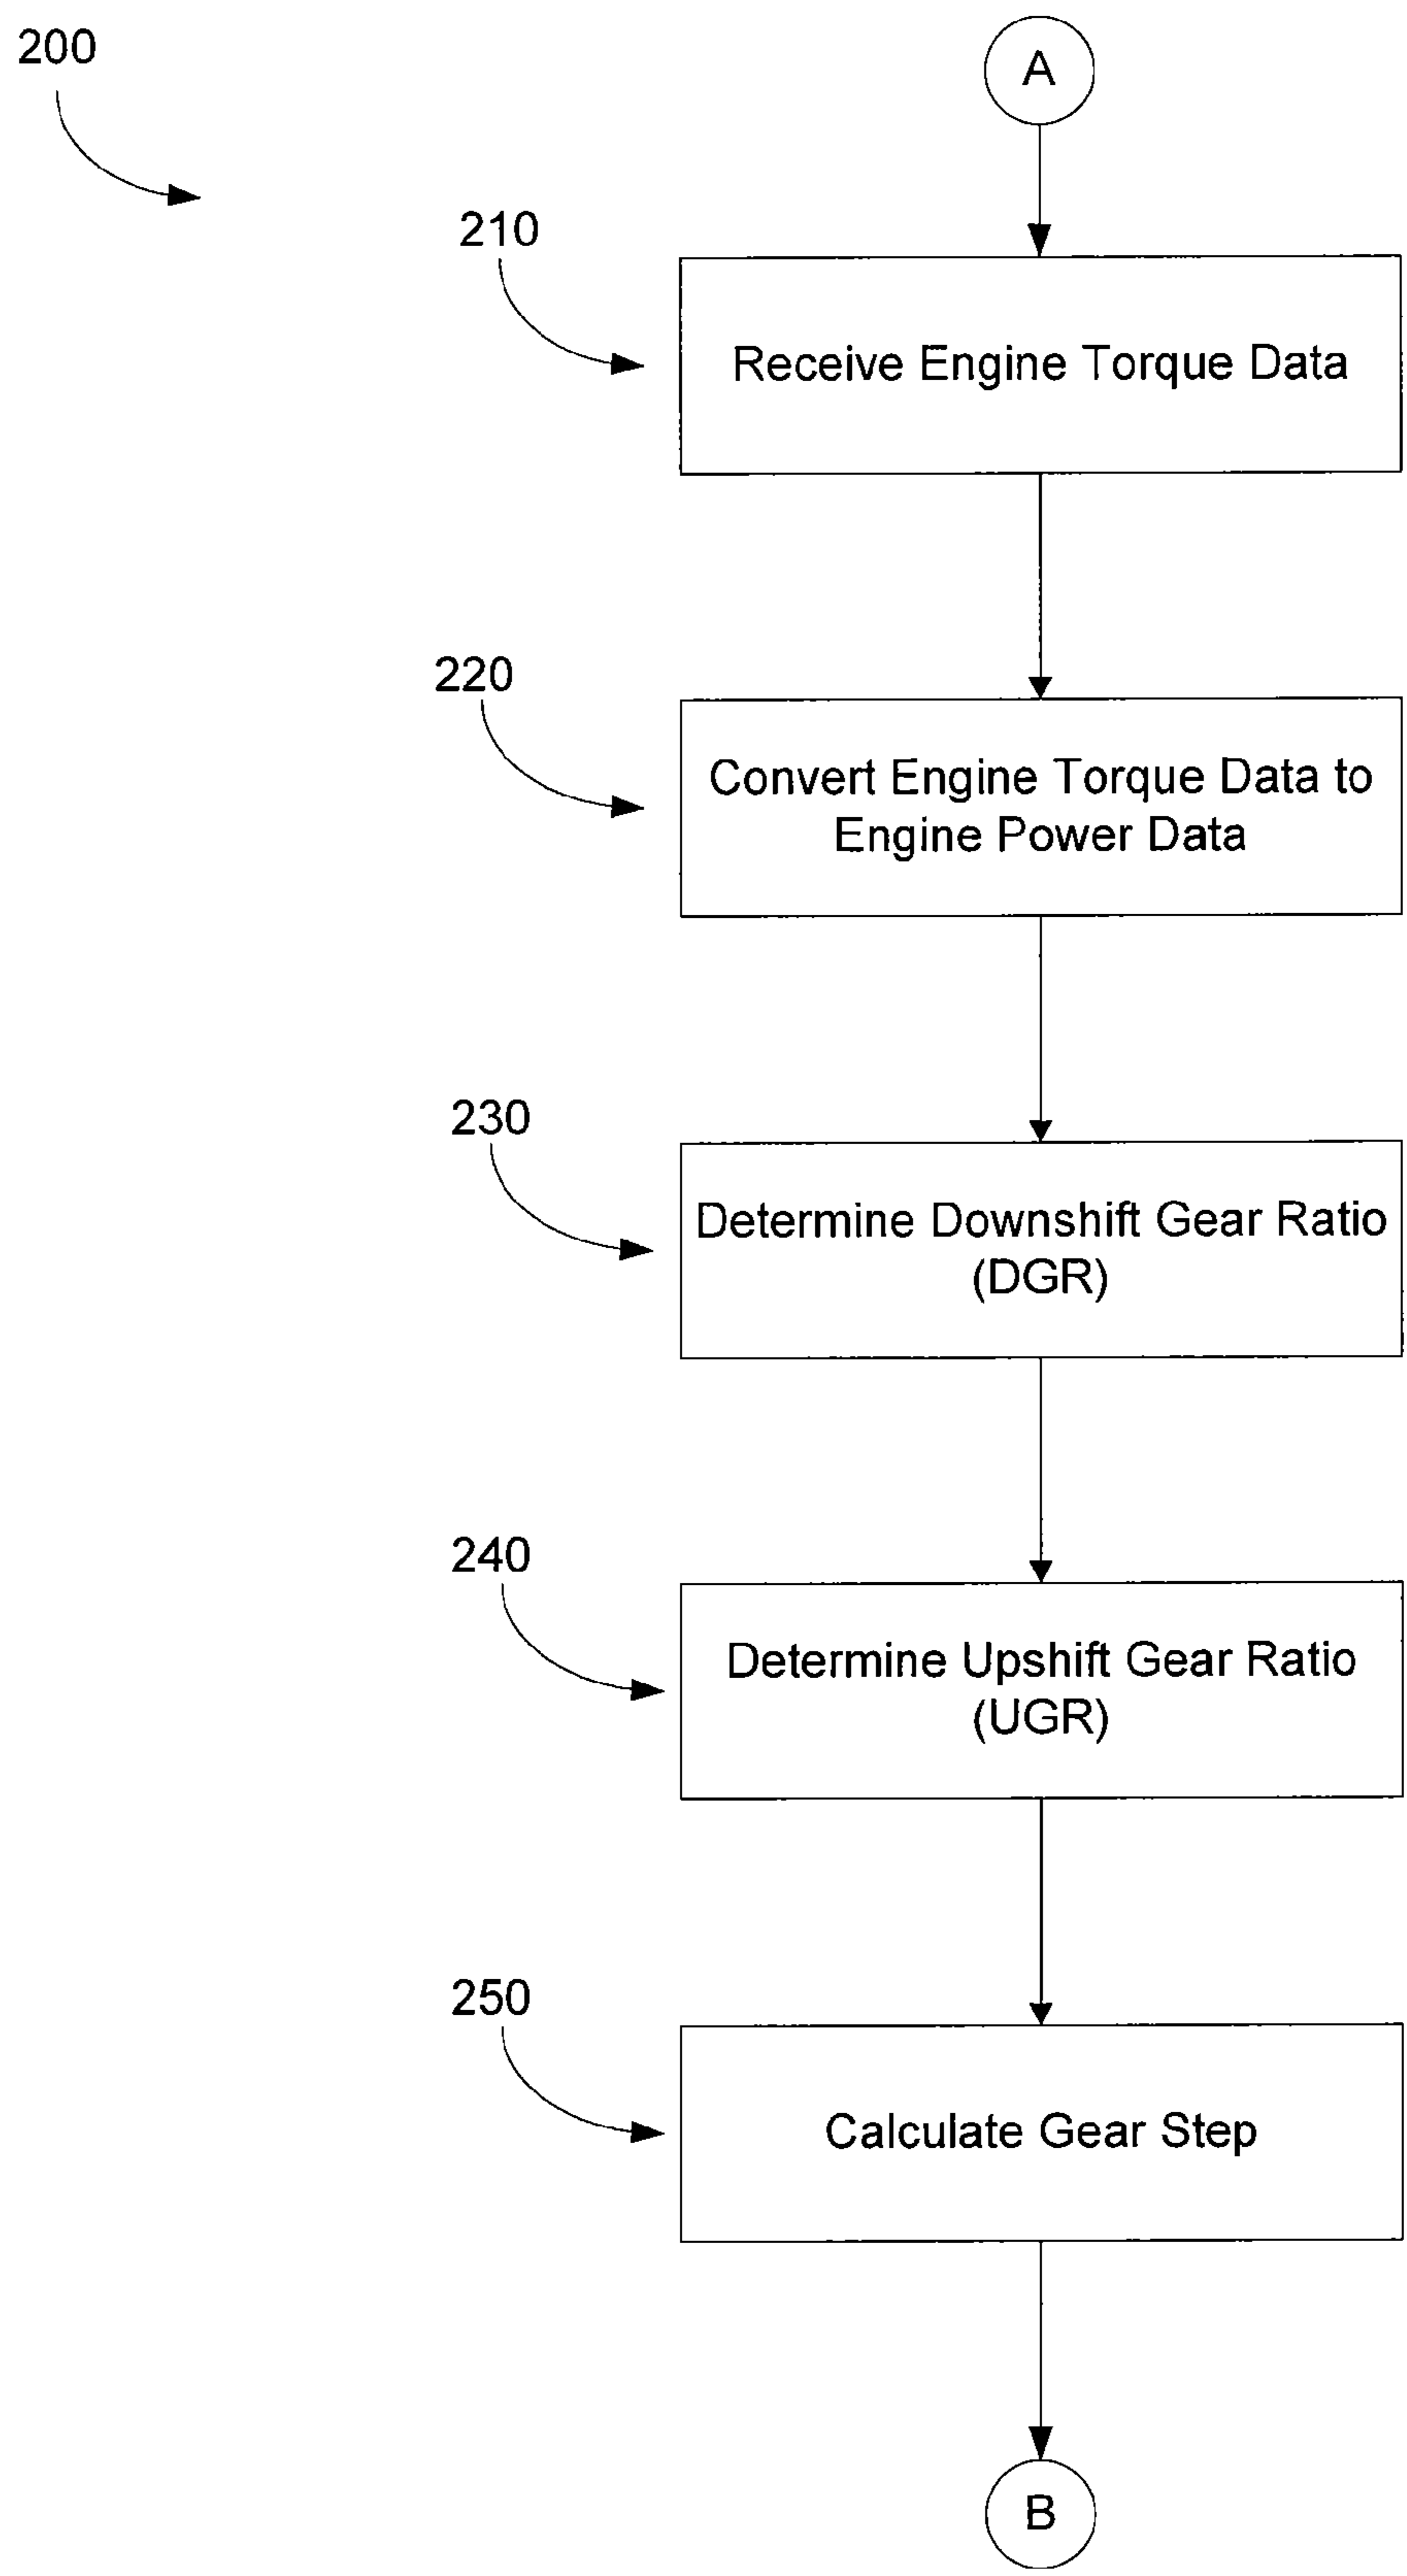 200
A
210
Receive Engine Torque Data
220
Convert Engine Torque Data to
Engine Power Data
230
Determine Downshift Gear Ratio
(DGR)
240
Determine Upshift Gear Ratio
(UGR)
250
Calculate Gear Step
B